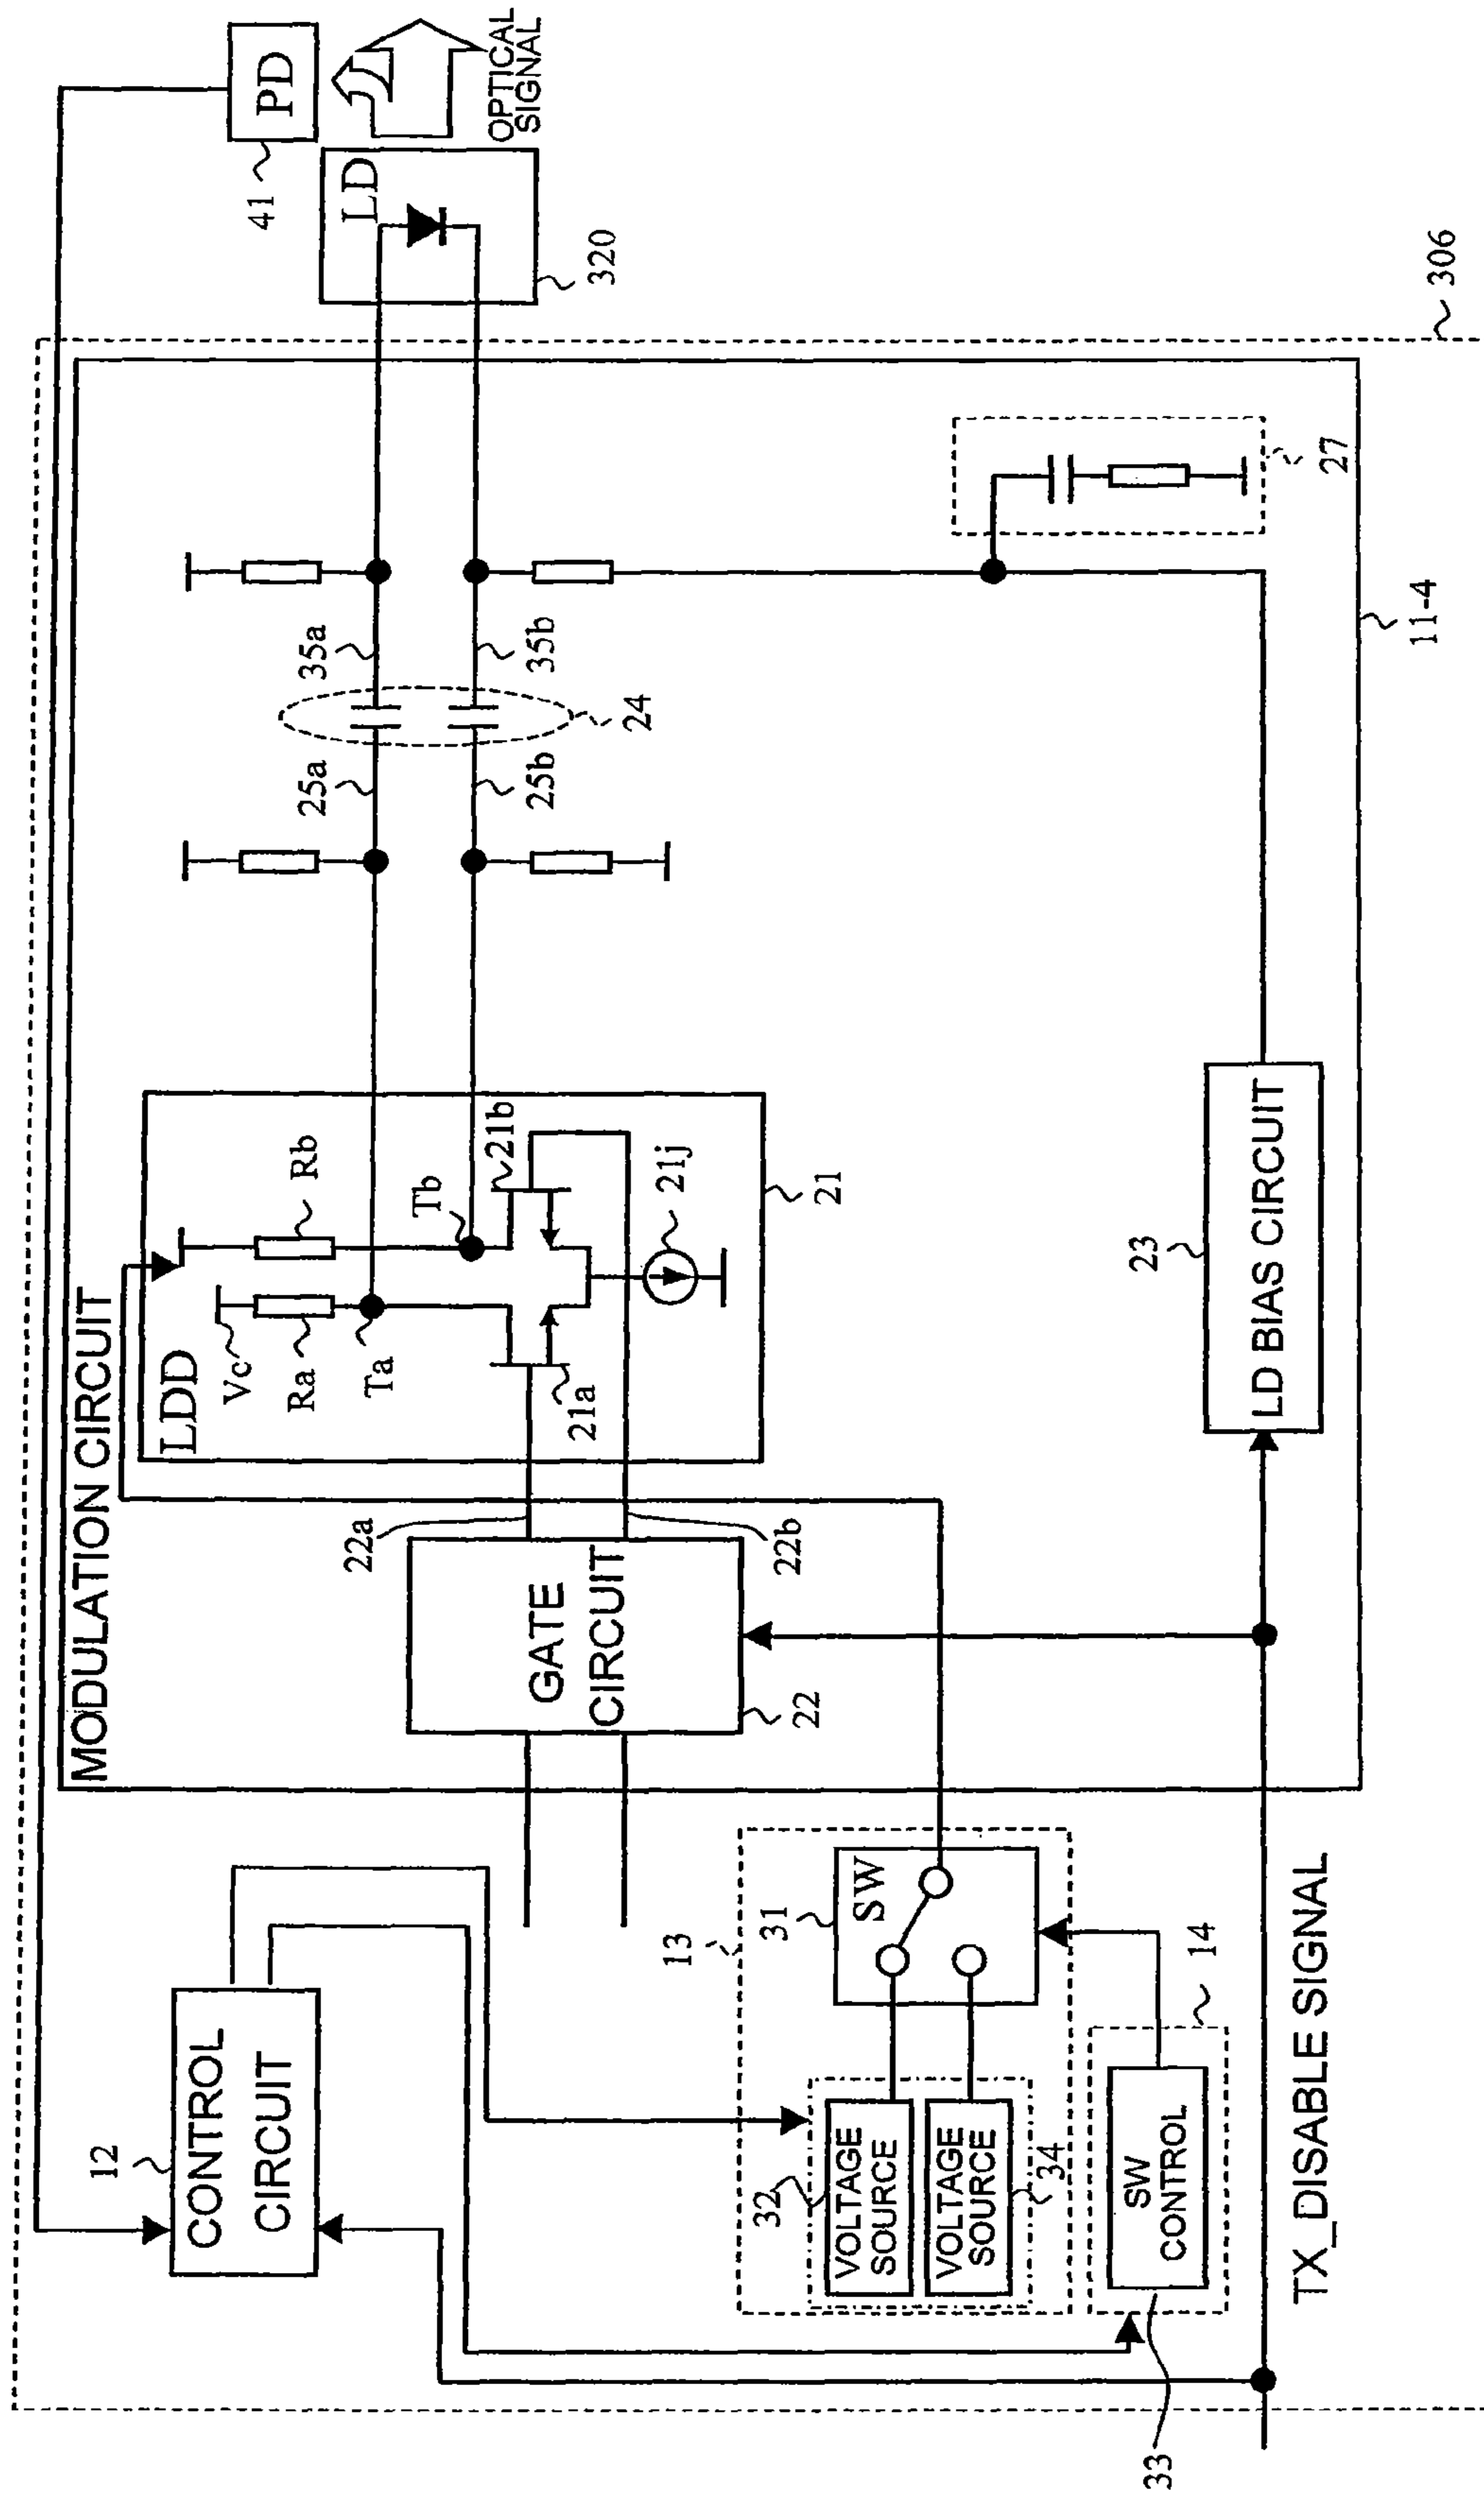 MODULATION CIRCUIT
CONTROL
CIRCUIT
12
LDD
Vc
Ra
Rb
Ta
Tb
21a
21b
21j
21
22a
22b
GATE
CIRCUIT
22
25a
25b
35a
35b
24
LD
320
PD
41
OPTICAL
SIGNAL
306
27
11-4
LD BIAS CIRCUIT
23
13
31
SW
32
VOLTAGE
SOURCE
VOLTAGE
SOURCE
34
14
SW
CONTROL
33
TX_DISABLE SIGNAL